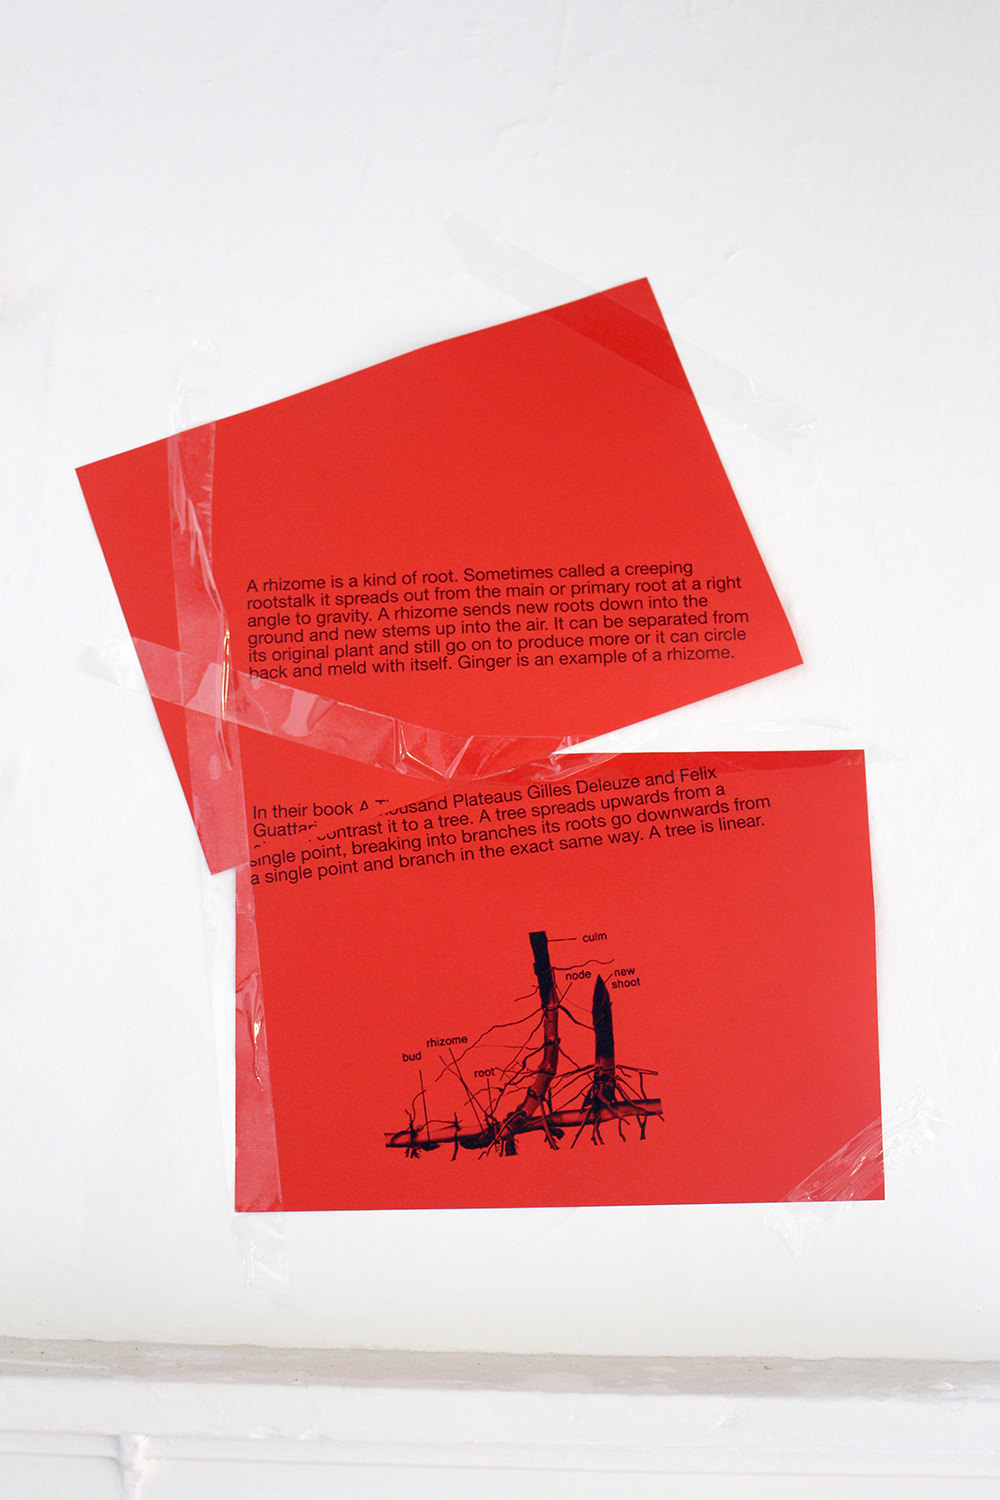 A rhizome is a kind of root. Sometimes called a creeping
rootstalk it spreads out from the main or primary root at a right
angle to gravity. A rhizome sends new roots down into the
ground and new stems up into the air. It can be separated from
its original plant and still go on to produce more or it can circle
back and meld with itself. Ginger is an example of a rhizome.
In their book A Thousand Plateaus Gilles Deleuze and Felix
Guattari contrast it to a tree. A tree spreads upwards from a
single point, breaking into branches its roots go downwards from
a single point and branch in the exact same way. A tree is linear.
culm
node
new
shoot
rhizome
bud
root